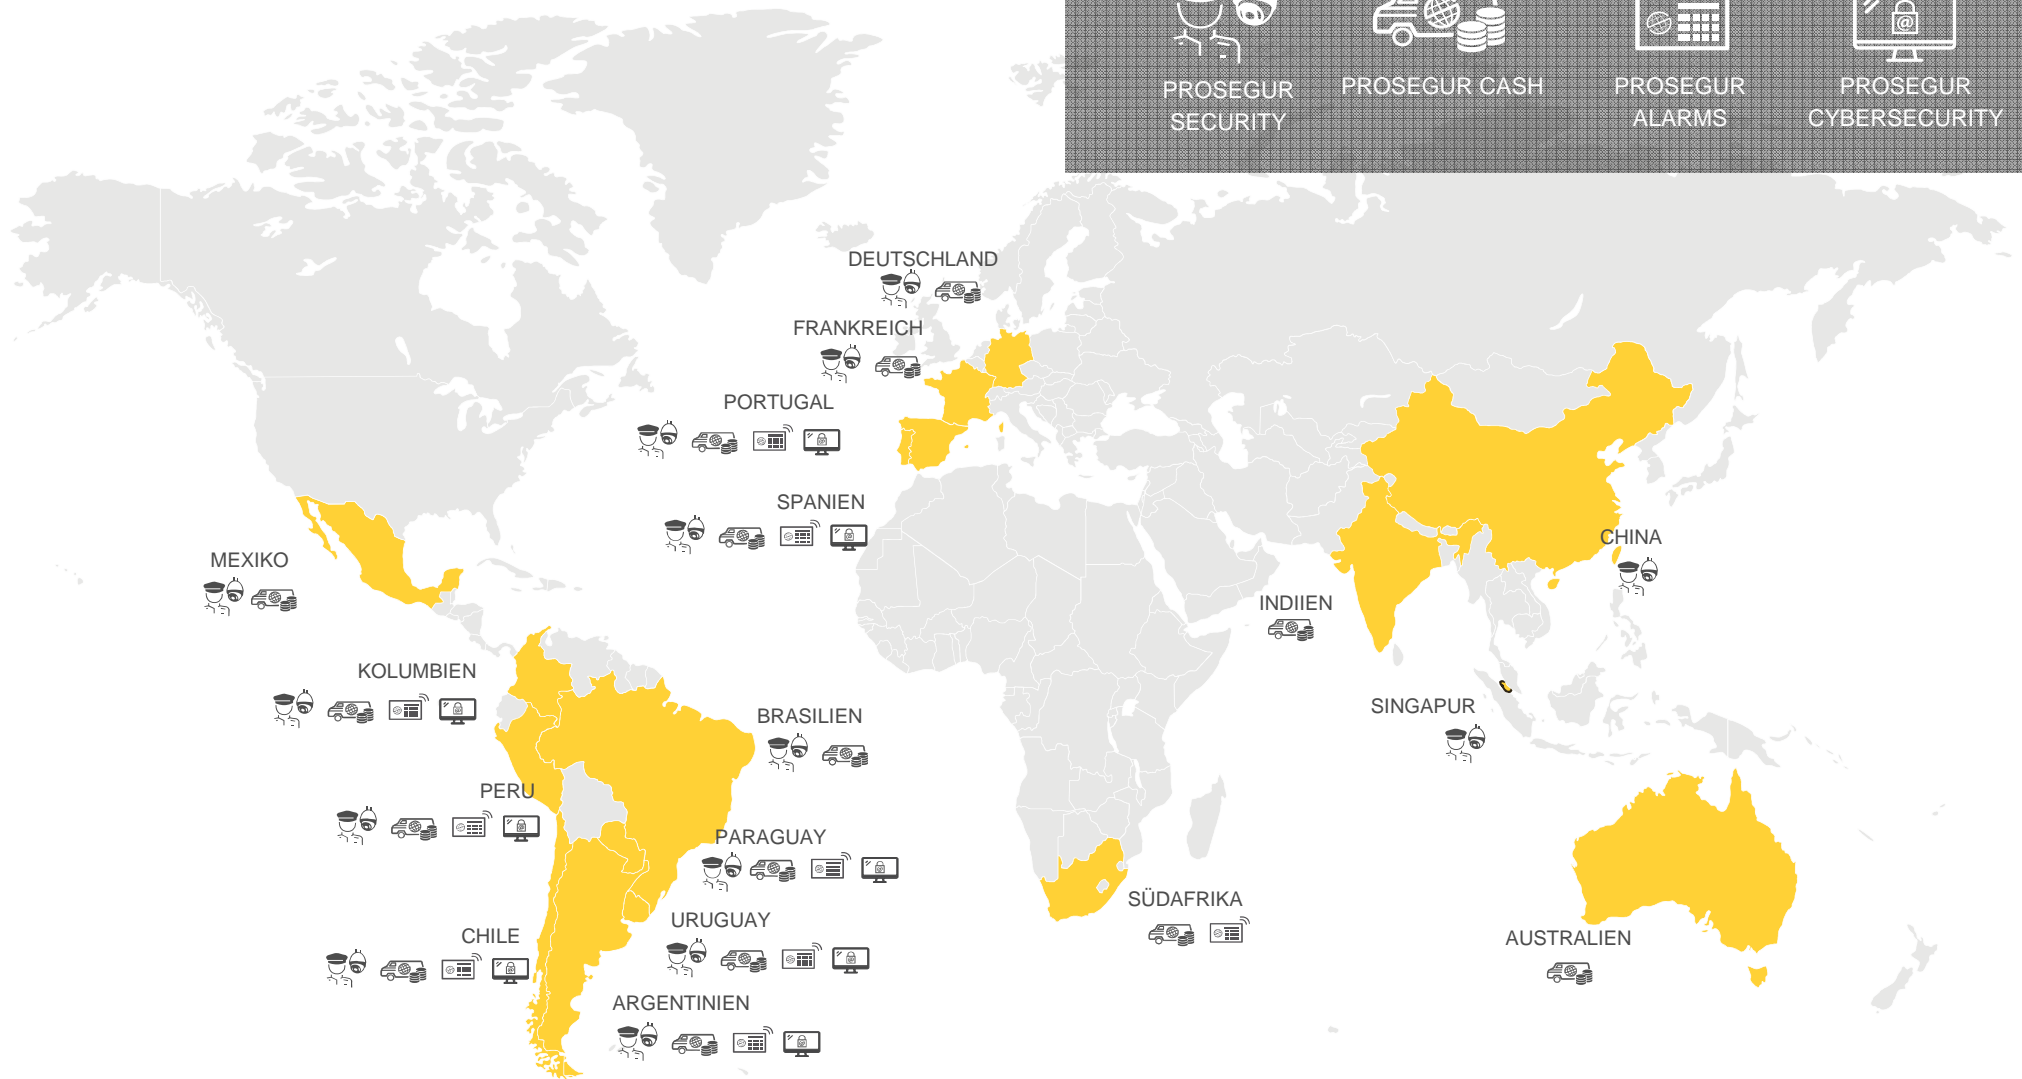 PROSEGUR
SECURITY
PROSEGUR CASH
PROSEGUR
ALARMS
PROSEGUR
CYBERSECURITY
DEUTSCHLAND
FRANKREICH
PORTUGAL
SPANIEN
MEXIKO
CHINA
INDIIEN
KOLUMBIEN
BRASILIEN
SINGAPUR
PERU
PARAGUAY
SÜDAFRIKA
URUGUAY
CHILE
AUSTRALIEN
ARGENTINIEN